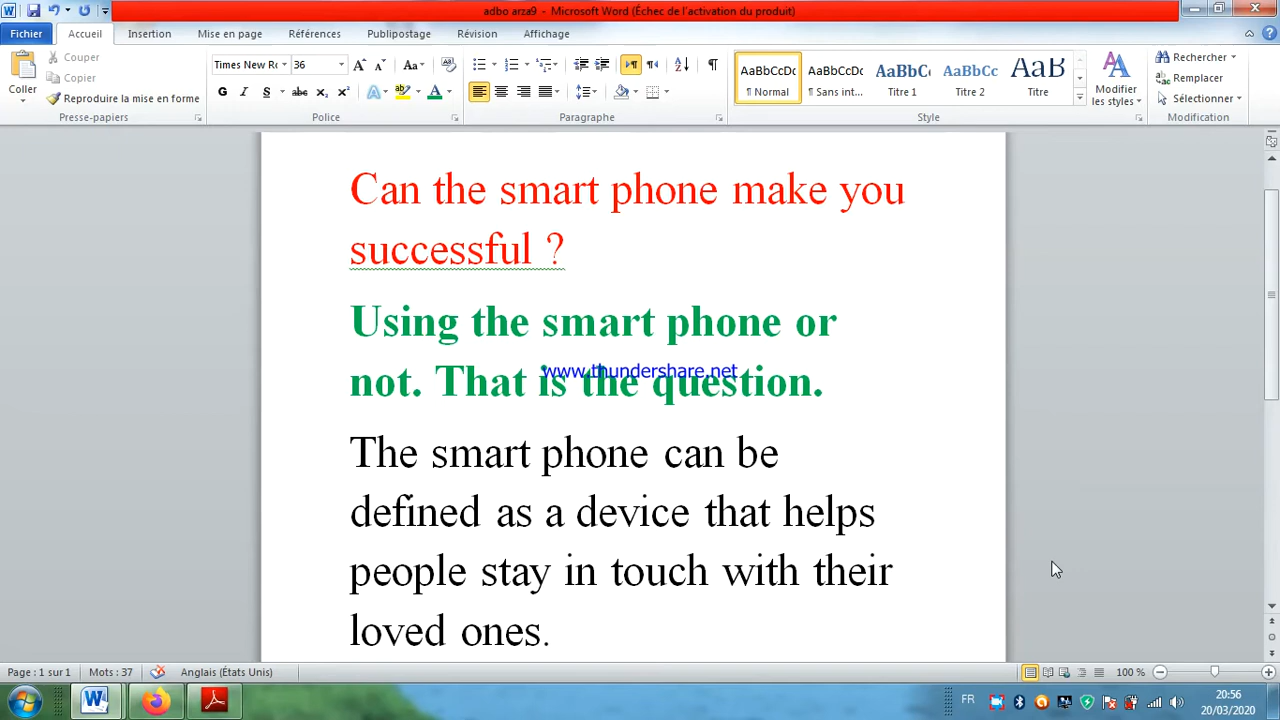 adbo arza9 - Microsoft Word (Échec de l'activation du produit)
Fichier Accueil Insertion Mise en page Références Publipostage Révision Affichage
Coller
Couper
Copier
Reproduire la mise en forme
Presse-papiers
Times New Ro 36
G I S abc x₂ x² A ab A
Police
Paragraphe
AaBbCcDc AaBbCcDc AaBbC AaBbCc AaB
¶ Normal ¶ Sans int... Titre 1 Titre 2 Titre
Style
Modifier
les styles
Rechercher
Remplacer
Sélectionner
Modification
Can the smart phone make you
successful ?
Using the smart phone or
not. That is the question.
www.thundershare.net
The smart phone can be
defined as a device that helps
people stay in touch with their
loved ones.
Page : 1 sur 1 Mots : 37 Anglais (États Unis) 100 %
FR 20:56
20/03/2020